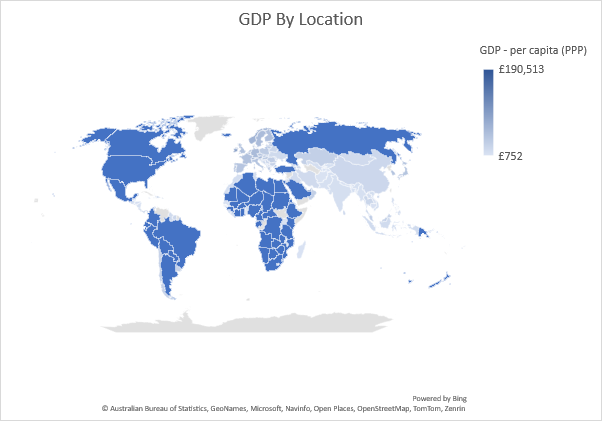 GDP By Location
GDP - per capita (PPP)
£190,513
£752
Powered by Bing
© Australian Bureau of Statistics, GeoNames, Microsoft, Navinfo, Open Places, OpenStreetMap, TomTom, Zenrin